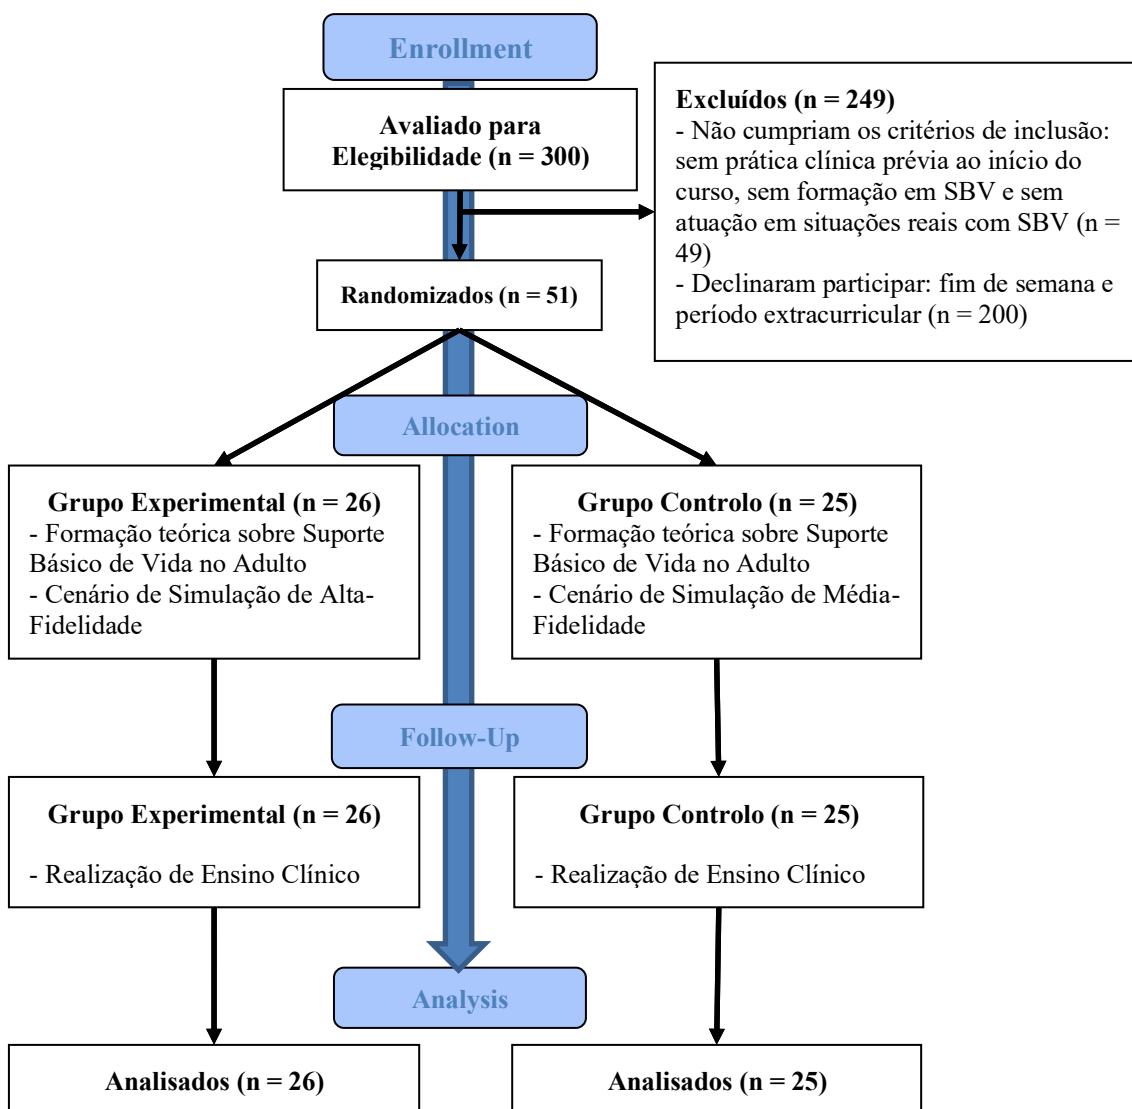 Enrollment
Avaliado para
Elegibilidade (n = 300)
Excluídos (n = 249)
- Não cumpriam os critérios de inclusão:
sem prática clínica prévia ao início do
curso, sem formação em SBV e sem
atuação em situações reais com SBV (n =
49)
- Declinaram participar: fim de semana e
período extracurricular (n = 200)
Randomizados (n = 51)
Allocation
Grupo Experimental (n = 26)
- Formação teórica sobre Suporte
Básico de Vida no Adulto
- Cenário de Simulação de Alta-
Fidelidade
Grupo Controlo (n = 25)
- Formação teórica sobre Suporte
Básico de Vida no Adulto
- Cenário de Simulação de Média-
Fidelidade
Follow-Up
Grupo Experimental (n = 26)
- Realização de Ensino Clínico
Grupo Controlo (n = 25)
- Realização de Ensino Clínico
Analysis
Analisados (n = 26)
Analisados (n = 25)